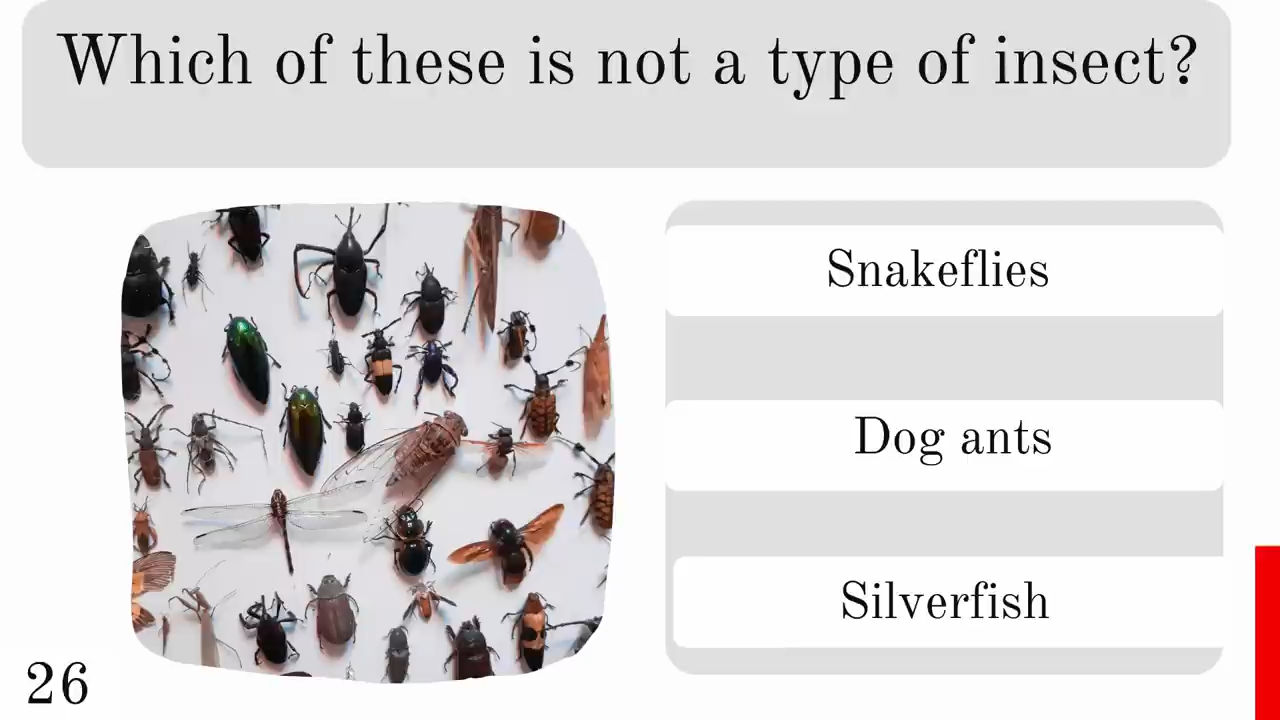 Which of these is not a type of insect?
Snakeflies
Dog ants
Silverfish
26